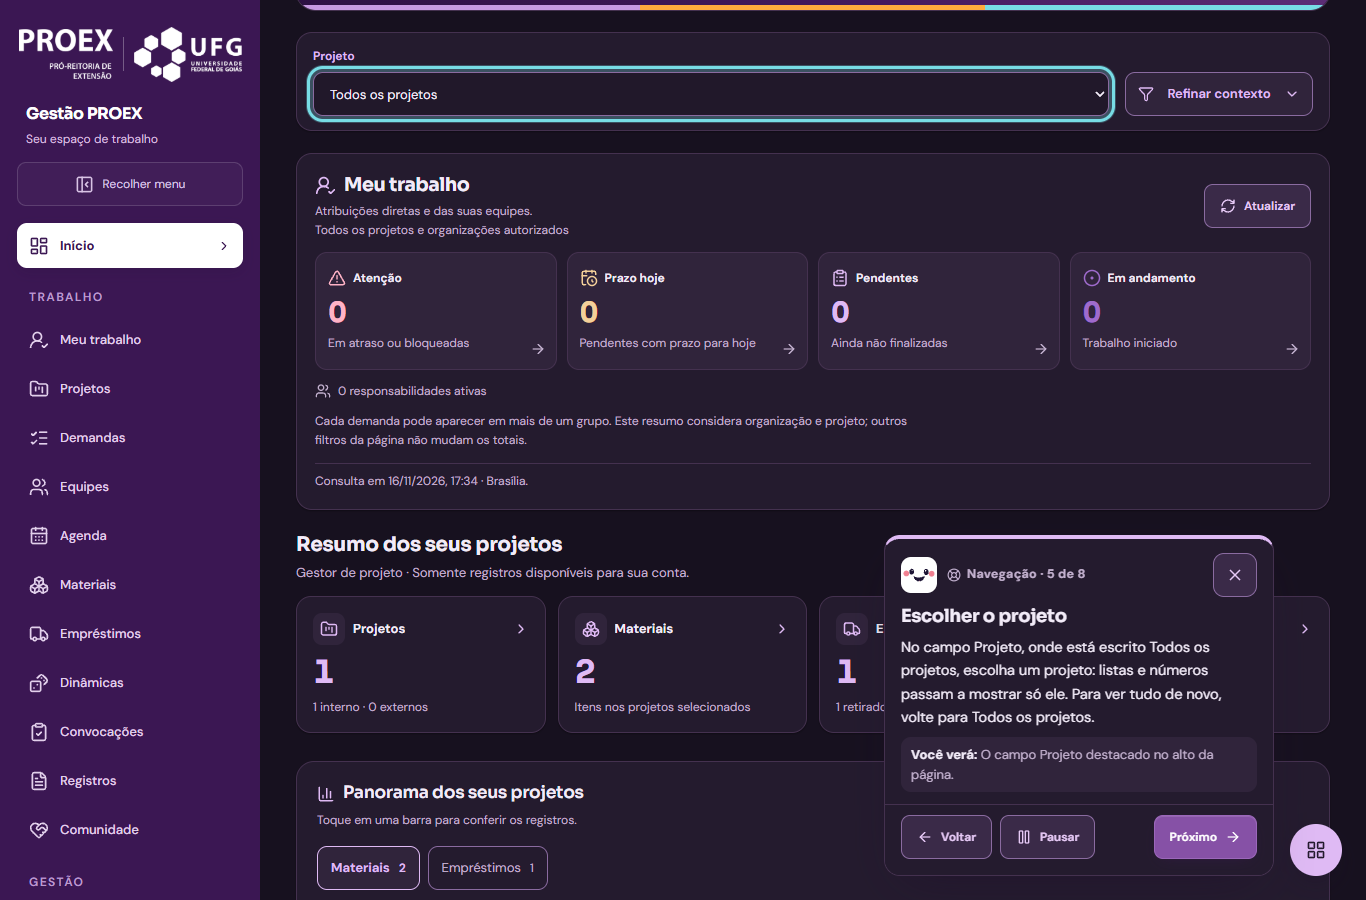 PROEX
PRÓ-REITORIA DE
EXTENSÃO
UFG
UNIVERSIDADE
FEDERAL DE GOIÁS
Gestão PROEX
Seu espaço de trabalho
Recolher menu
Início
TRABALHO
Meu trabalho
Projetos
Demandas
Equipes
Agenda
Materiais
Empréstimos
Dinâmicas
Convocações
Registros
Comunidade
GESTÃO
Projeto
Todos os projetos
Refinar contexto
Meu trabalho
Atribuições diretas e das suas equipes.
Todos os projetos e organizações autorizados
Atualizar
Atenção
0
Em atraso ou bloqueadas
Prazo hoje
0
Pendentes com prazo para hoje
Pendentes
0
Ainda não finalizadas
Em andamento
0
Trabalho iniciado
0 responsabilidades ativas
Cada demanda pode aparecer em mais de um grupo. Este resumo considera organização e projeto; outros
filtros da página não mudam os totais.
Consulta em 16/11/2026, 17:34 · Brasília.
Resumo dos seus projetos
Gestor de projeto · Somente registros disponíveis para sua conta.
Projetos
1
1 interno · 0 externos
Materiais
2
Itens nos projetos selecionados
E
1
1 retirado
Panorama dos seus projetos
Toque em uma barra para conferir os registros.
Materiais 2
Empréstimos 1
Navegação · 5 de 8
Escolher o projeto
No campo Projeto, onde está escrito Todos os
projetos, escolha um projeto: listas e números
passam a mostrar só ele. Para ver tudo de novo,
volte para Todos os projetos.
Você verá: O campo Projeto destacado no alto da
página.
Voltar
Pausar
Próximo